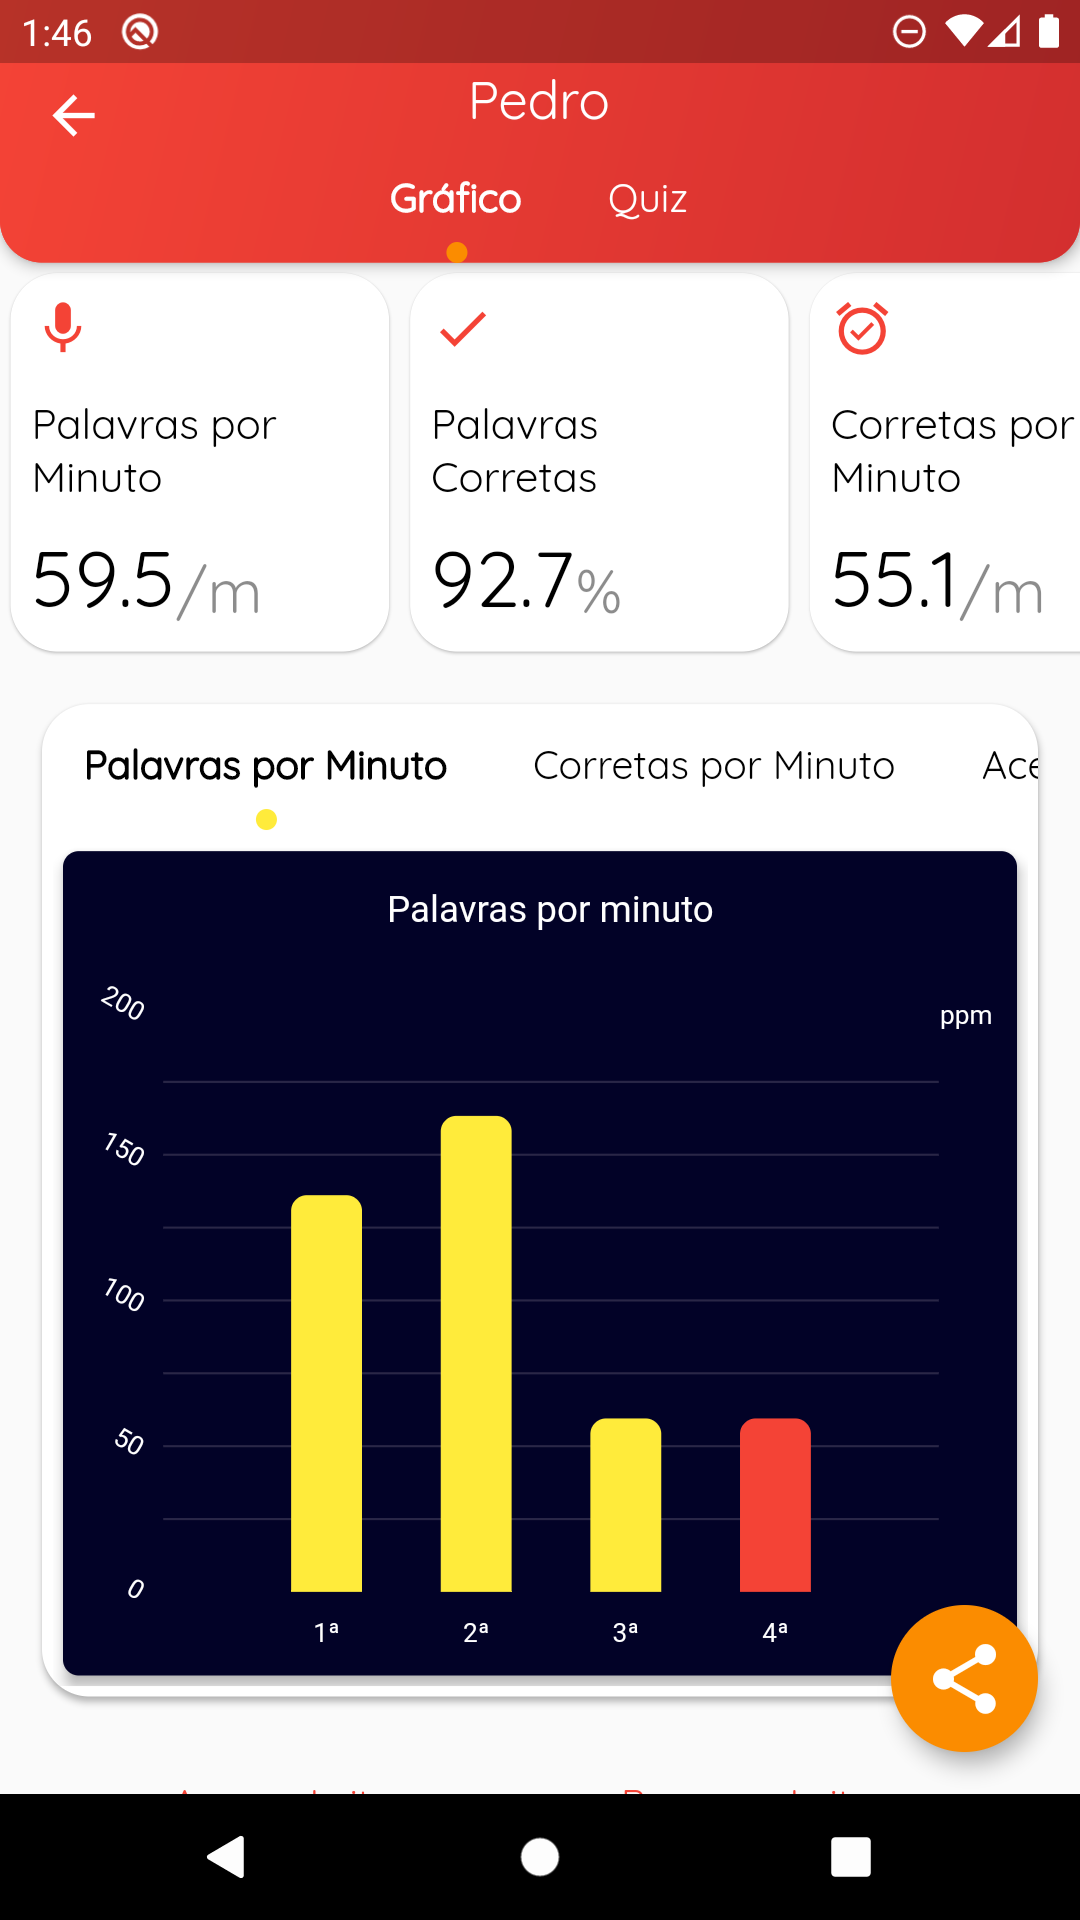 1:46
Pedro
Gráfico
Quiz
Palavras por
Minuto
59.5/m
Palavras
Corretas
92.7%
Corretas por
Minuto
55.1/m
Palavras por Minuto
Corretas por Minuto
Ace
Palavras por minuto
200
ppm
150
100
50
0
1ª
2ª
3ª
4ª